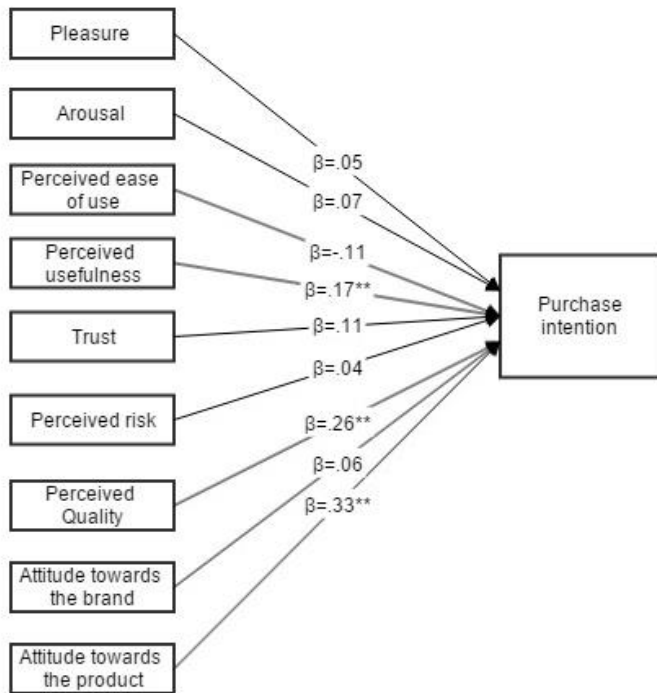 Pleasure
Arousal
β=.05
Perceived ease
of use
β=.07
Perceived
usefulness
β=-.11
β=.17**
Purchase
intention
Trust
β=.11
β=.04
Perceived risk
β=.26**
β=.06
Perceived
Quality
β=.33**
Attitude towards
the brand
Attitude towards
the product